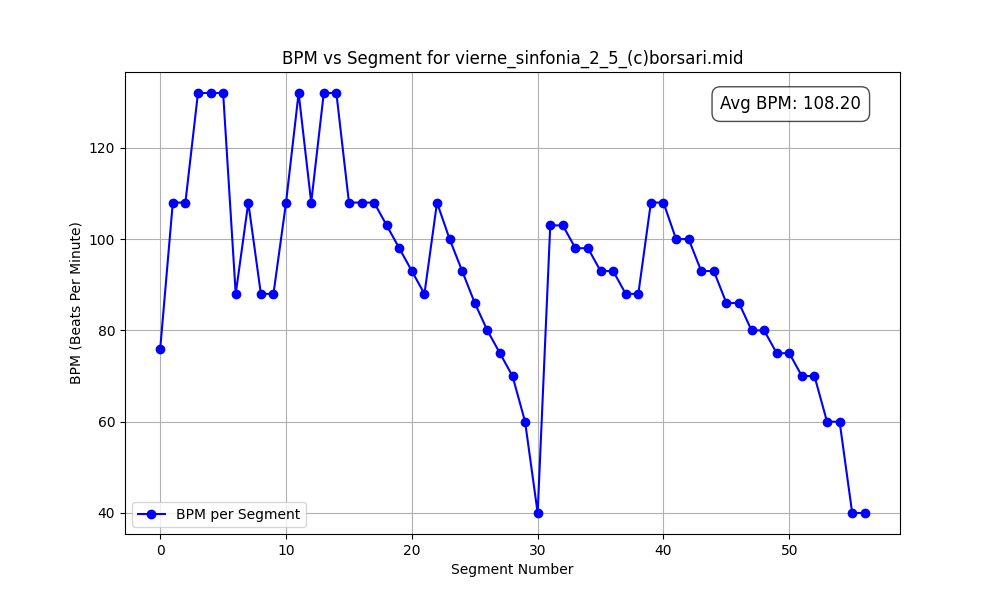 BPM vs Segment for vierne_sinfonia_2_5_(c)borsari.mid
Avg BPM: 108.20
BPM (Beats Per Minute)
120
100
80
60
40
BPM per Segment
0 10 20 30 40 50
Segment Number